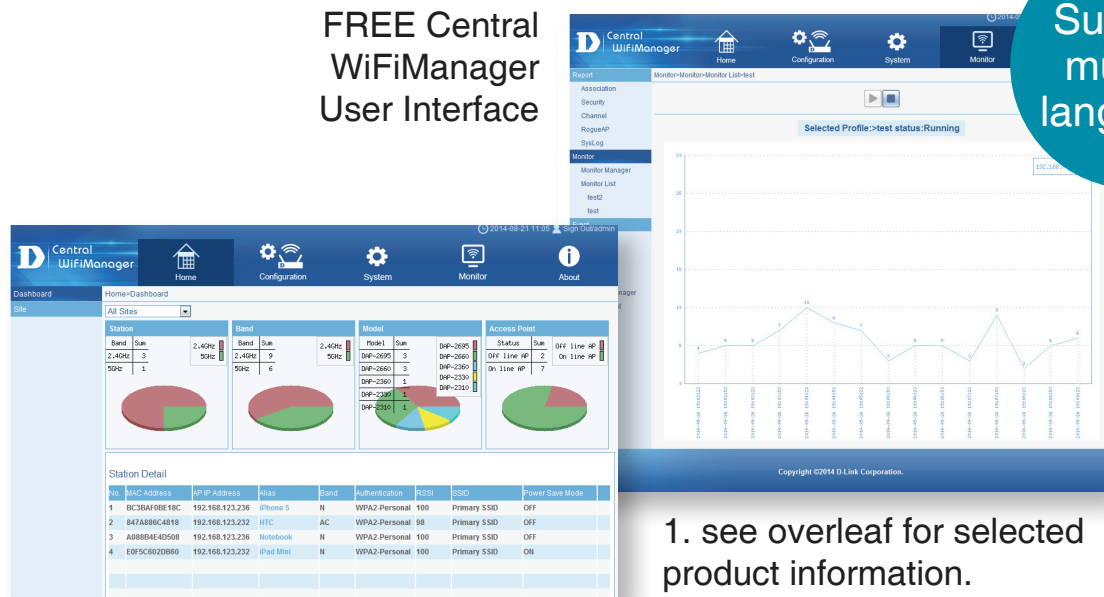 FREE Central
WiFiManager
User Interface
Central
WiFiManager
Home
Configuration
System
Monitor
Report
Association
Security
Channel
RogueAP
SysLog
Monitor
Monitor Manager
Monitor List
test2
test
Monitor>Monitor>Monitor List>test
Selected Profile:>test status:Running
Copyright ©2014 D-Link Corporation.
2014-08-21 11:05 Sign Out/admin
Central
WiFiManager
Home
Configuration
System
Monitor
About
Dashboard
Site
Home>Dashboard
All Sites
Station
Band Sum
2.4GHz 3
5GHz 1
2.4GHz
5GHz
Band
Band Sum
2.4GHz 9
5GHz 6
2.4GHz
5GHz
Model
Model Sum
DAP-2695 3
DAP-2660 3
DAP-2360 1
DAP-2330 1
DAP-2310 1
DAP-2695
DAP-2660
DAP-2360
DAP-2330
DAP-2310
Access Point
Status Sum
Off line AP 2
On line AP 7
Off line AP
On line AP
Station Detail
No. MAC Address AP IP Address Alias Band Authentication RSSI SSID Power Save Mode
1 BC3BAF0BE18C 192.168.123.236 iPhone 5 N WPA2-Personal 100 Primary SSID OFF
2 847A886C4818 192.168.123.232 HTC AC WPA2-Personal 98 Primary SSID OFF
3 A088B4E4D508 192.168.123.236 Notebook N WPA2-Personal 100 Primary SSID OFF
4 E0F5C602DB60 192.168.123.232 iPad Mini N WPA2-Personal 100 Primary SSID ON
1. see overleaf for selected
product information.